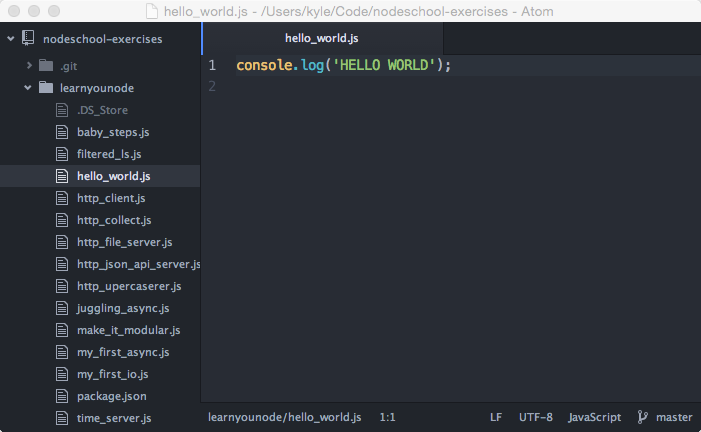 hello_world.js - /Users/kyle/Code/nodeschool-exercises - Atom
nodeschool-exercises
.git
learnyounode
.DS_Store
baby_steps.js
filtered_ls.js
hello_world.js
http_client.js
http_collect.js
http_file_server.js
http_json_api_server.js
http_upercaserer.js
juggling_async.js
make_it_modular.js
my_first_async.js
my_first_io.js
package.json
time_server.js
hello_world.js
1 console.log('HELLO WORLD');
2
learnyounode/hello_world.js 1:1 LF UTF-8 JavaScript master